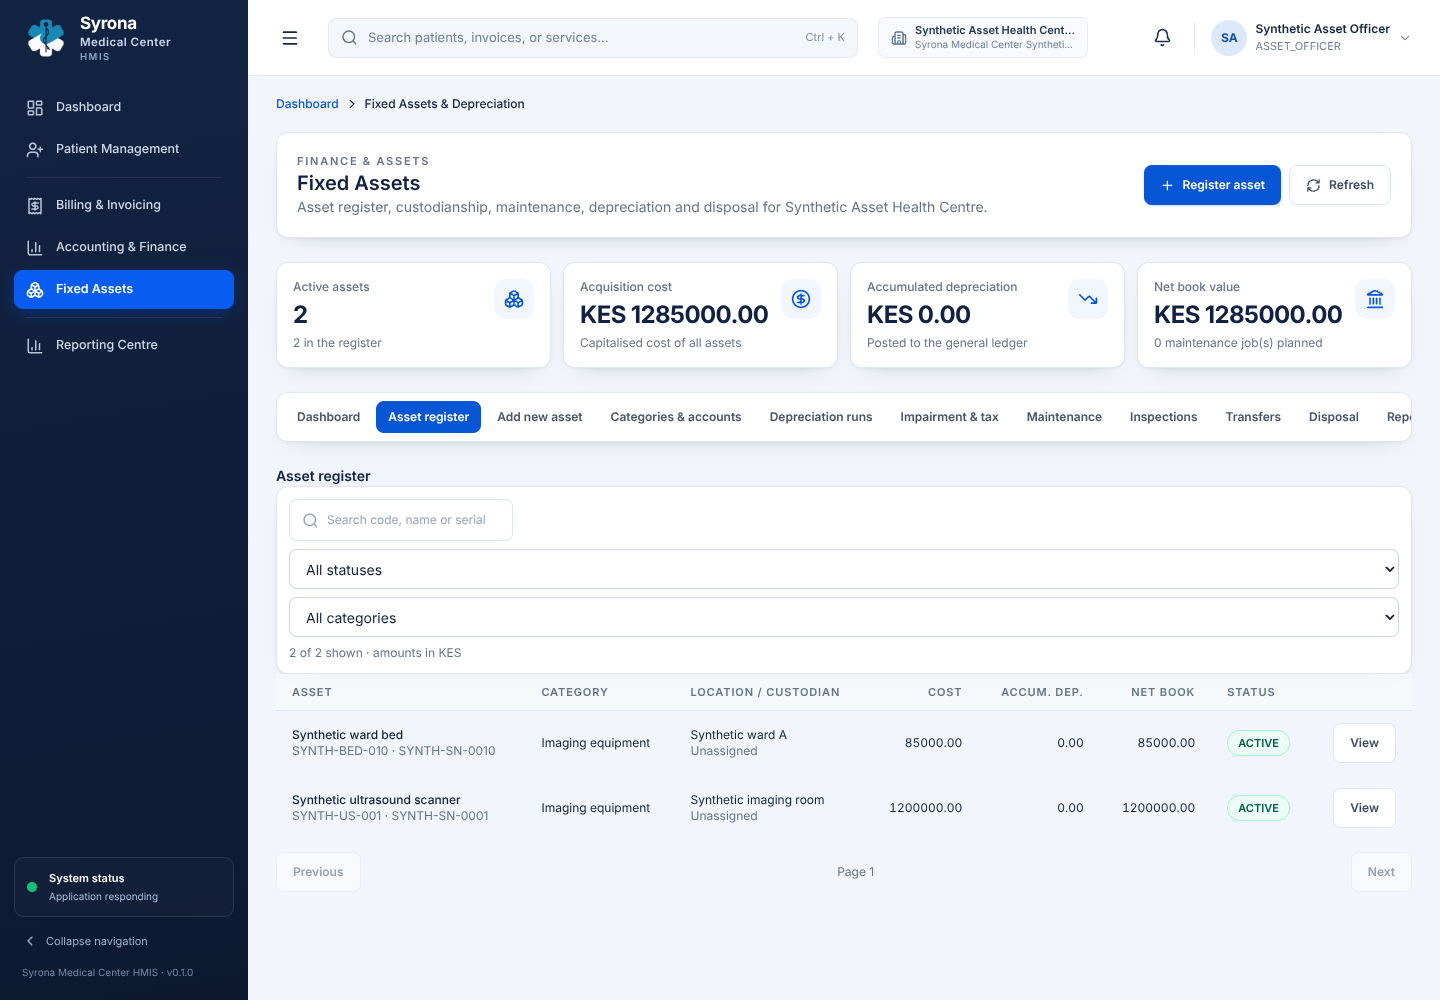 Syrona
Medical Center
HMIS
Dashboard
Patient Management
Billing & Invoicing
Accounting & Finance
Fixed Assets
Reporting Centre
System status
Application responding
Collapse navigation
Syrona Medical Center HMIS · v0.1.0
Search patients, invoices, or services...
Ctrl + K
Synthetic Asset Health Cent...
Syrona Medical Center Syntheti...
SA
Synthetic Asset Officer
ASSET_OFFICER
Dashboard > Fixed Assets & Depreciation
FINANCE & ASSETS
Fixed Assets
Asset register, custodianship, maintenance, depreciation and disposal for Synthetic Asset Health Centre.
Register asset
Refresh
Active assets
2
2 in the register
Acquisition cost
KES 1285000.00
Capitalised cost of all assets
Accumulated depreciation
KES 0.00
Posted to the general ledger
Net book value
KES 1285000.00
0 maintenance job(s) planned
Dashboard Asset register Add new asset Categories & accounts Depreciation runs Impairment & tax Maintenance Inspections Transfers Disposal Repo
Asset register
Search code, name or serial
All statuses
All categories
2 of 2 shown · amounts in KES
ASSET CATEGORY LOCATION / CUSTODIAN COST ACCUM. DEP. NET BOOK STATUS
Synthetic ward bed
SYNTH-BED-010 · SYNTH-SN-0010
Imaging equipment
Synthetic ward A
Unassigned
85000.00 0.00 85000.00 ACTIVE View
Synthetic ultrasound scanner
SYNTH-US-001 · SYNTH-SN-0001
Imaging equipment
Synthetic imaging room
Unassigned
1200000.00 0.00 1200000.00 ACTIVE View
Previous Page 1 Next